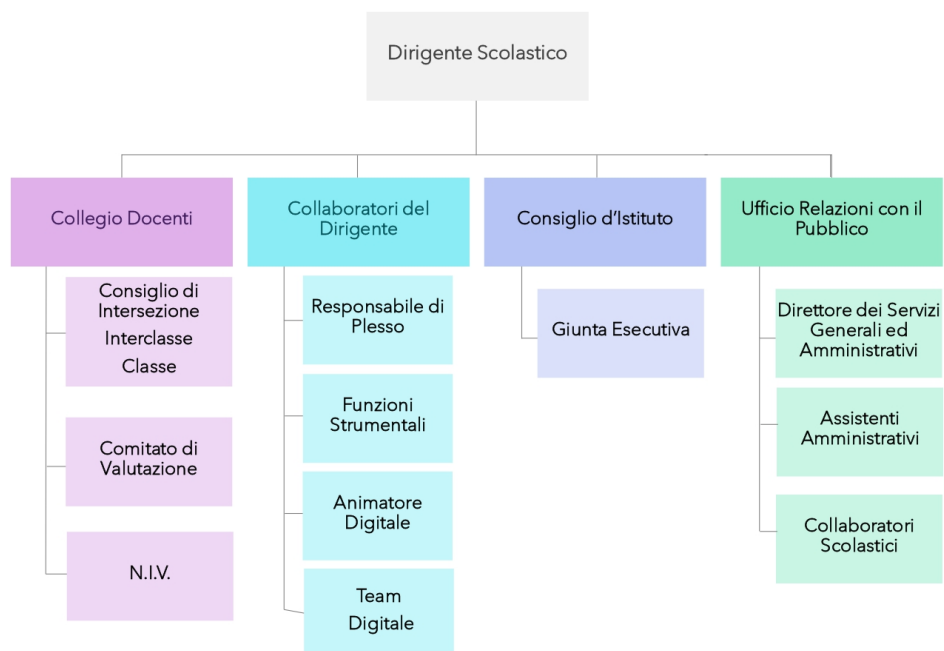 Dirigente Scolastico
Collegio Docenti
Consiglio di
Intersezione
Interclasse
Classe
Comitato di
Valutazione
N.I.V.
Collaboratori del
Dirigente
Responsabile di
Plesso
Funzioni
Strumentali
Animatore
Digitale
Team
Digitale
Consiglio d'Istituto
Giunta Esecutiva
Ufficio Relazioni con il
Pubblico
Direttore dei Servizi
Generali ed
Amministrativi
Assistenti
Amministrativi
Collaboratori
Scolastici